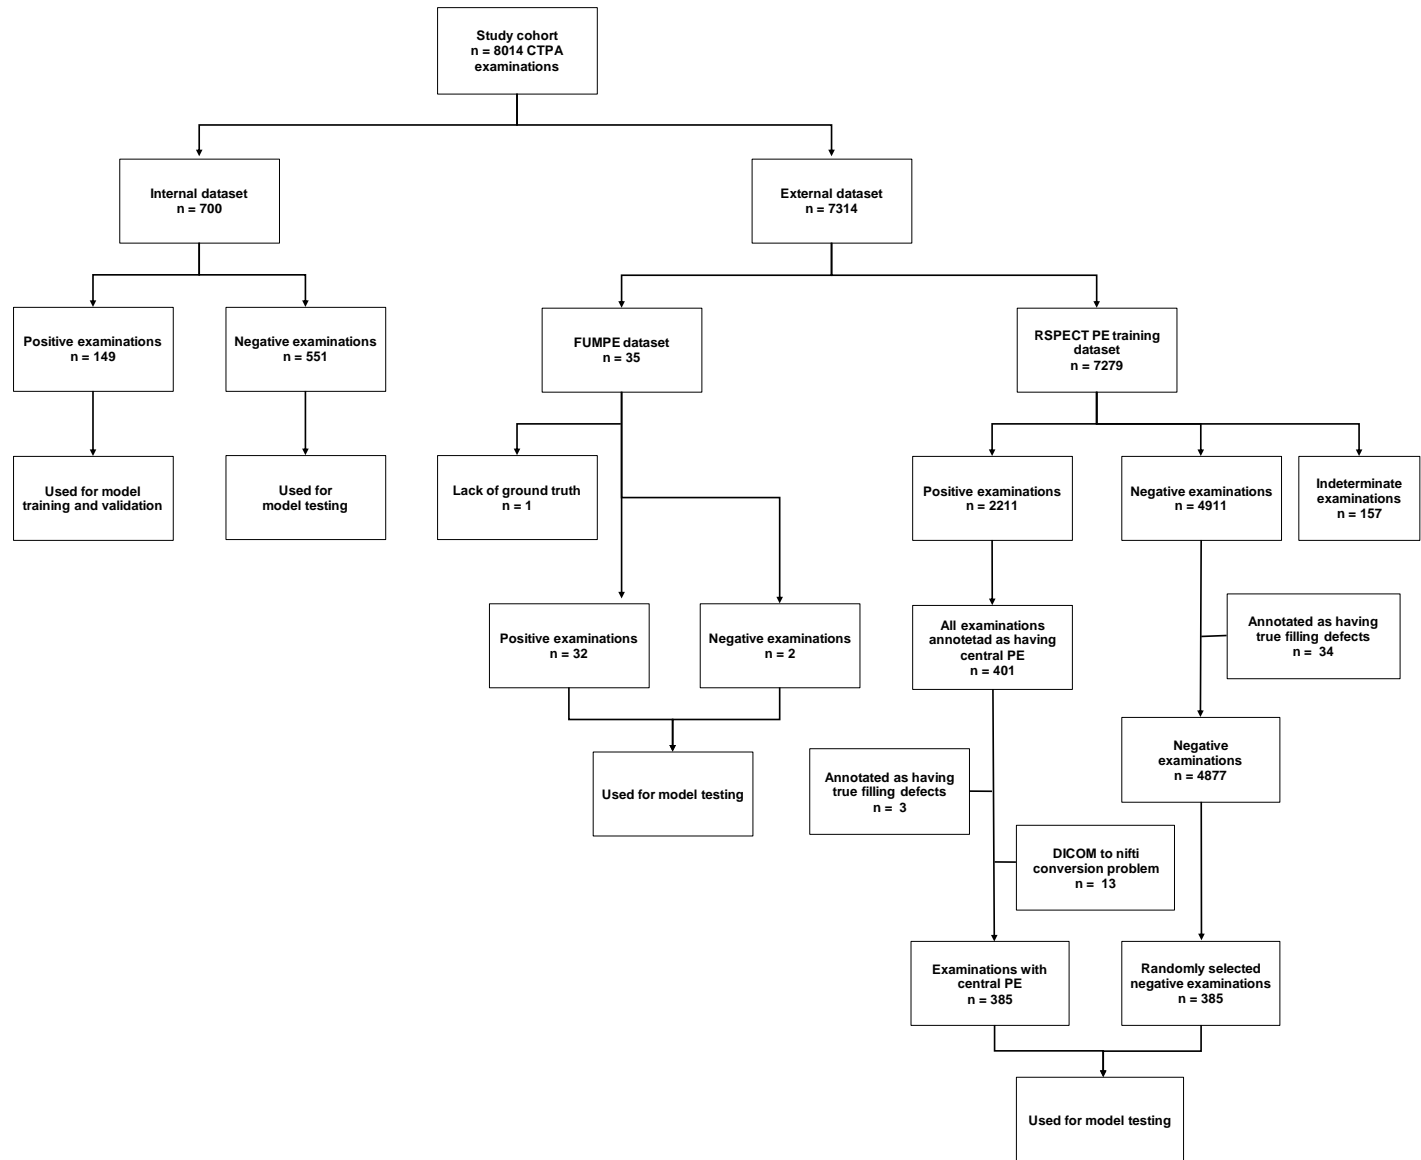 Study cohort
n = 8014 CTPA
examinations
Internal dataset
n = 700
External dataset
n = 7314
Positive examinations
n = 149
Negative examinations
n = 551
FUMPE dataset
n = 35
RSPECT PE training
dataset
n = 7279
Used for model
training and validation
Used for
model testing
Lack of ground truth
n = 1
Positive examinations
n = 2211
Negative examinations
n = 4911
Indeterminate
examinations
n = 157
Positive examinations
n = 32
Negative examinations
n = 2
All examinations
annotetad as having
central PE
n = 401
Annotated as having
true filling defects
n = 34
Used for model testing
Annotated as having
true filling defects
n = 3
Negative
examinations
n = 4877
DICOM to nifti
conversion problem
n = 13
Examinations with
central PE
n = 385
Randomly selected
negative examinations
n = 385
Used for model testing